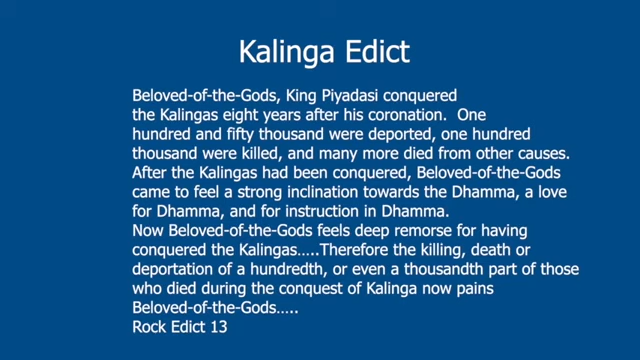 Kalinga Edict
Beloved-of-the-Gods, King Piyadasi conquered
the Kalingas eight years after his coronation. One
hundred and fifty thousand were deported, one hundred
thousand were killed, and many more died from other causes.
After the Kalingas had been conquered, Beloved-of-the-Gods
came to feel a strong inclination towards the Dhamma, a love
for Dhamma, and for instruction in Dhamma.
Now Beloved-of-the-Gods feels deep remorse for having
conquered the Kalingas.....Therefore the killing, death or
deportation of a hundredth, or even a thousandth part of those
who died during the conquest of Kalinga now pains
Beloved-of-the-Gods.....
Rock Edict 13